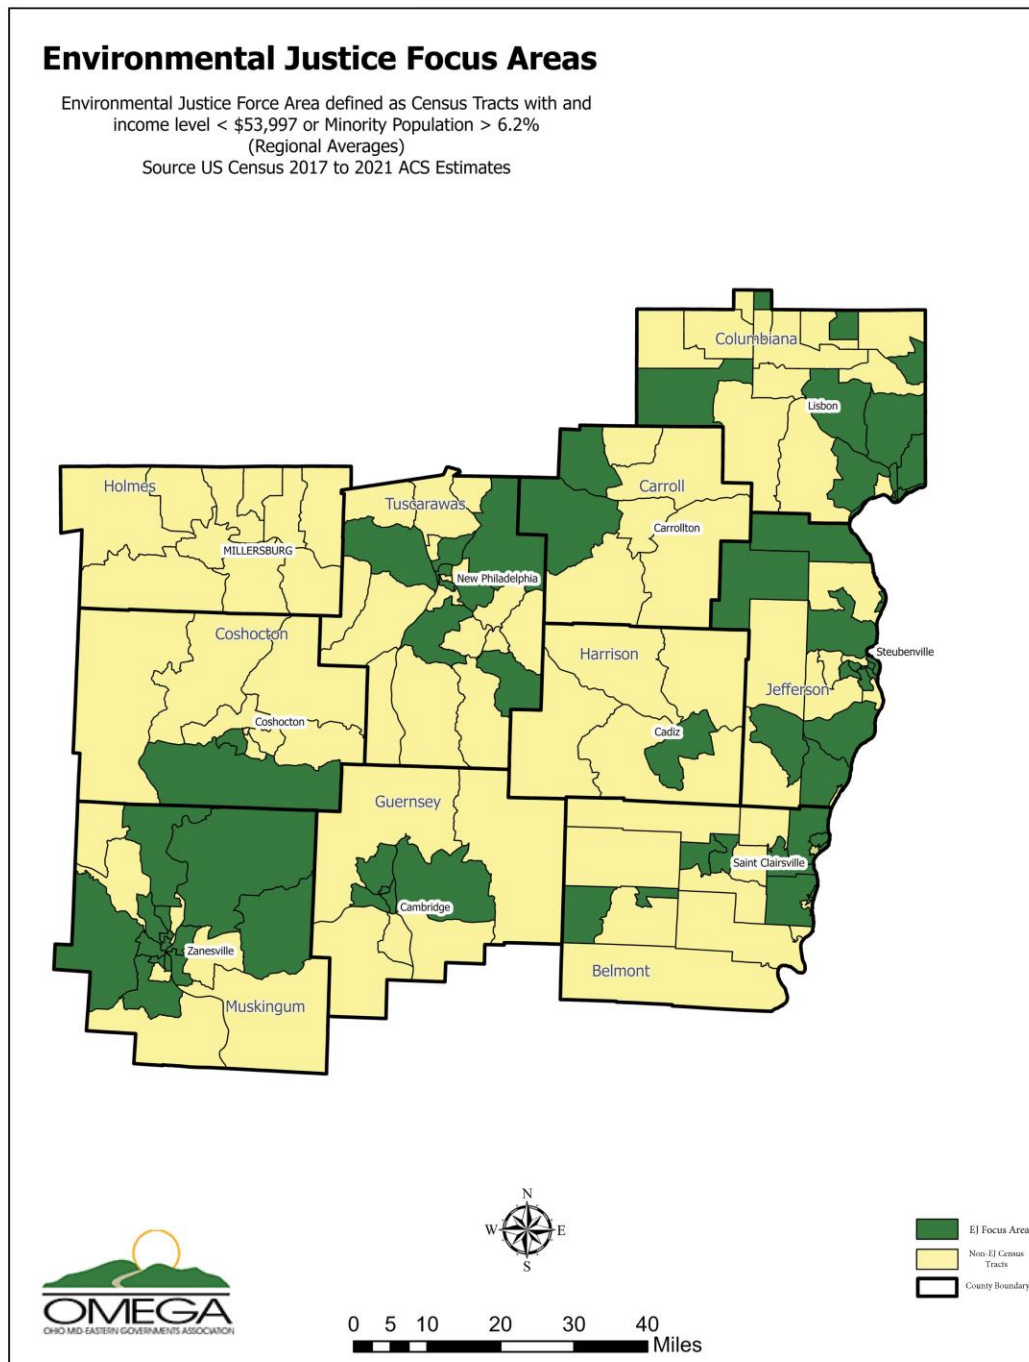 Environmental Justice Focus Areas
Environmental Justice Force Area defined as Census Tracts with and
income level < $53,997 or Minority Population > 6.2%
(Regional Averages)
Source US Census 2017 to 2021 ACS Estimates
Columbiana
Lisbon
Holmes
Tuscarawas
Carroll
Carrollton
MILLERSBURG
New Philadelphia
Coshocton
Harrison
Steubenville
Jefferson
Coshocton
Cadiz
Guernsey
Saint Clairsville
Cambridge
Zanesville
Belmont
Muskingum
N
W
E
S
EJ Focus Area
Non-EJ Census
Tracts
County Boundary
OMEGA
OHIO MID-EASTERN GOVERNMENTS ASSOCIATION
0 5 10 20 30 40
Miles